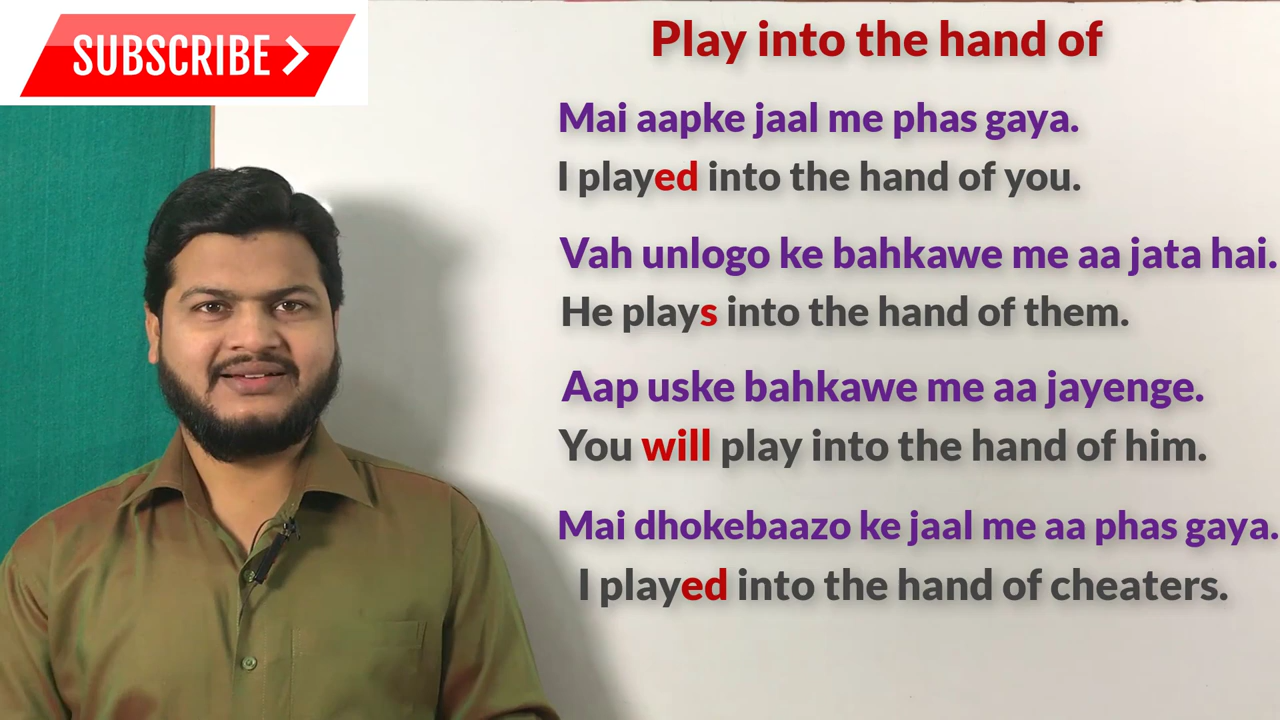 SUBSCRIBE
Play into the hand of
Mai aapke jaal me phas gaya.
I played into the hand of you.
Vah unlogo ke bahkawe me aa jata hai.
He plays into the hand of them.
Aap uske bahkawe me aa jayenge.
You will play into the hand of him.
Mai dhokebaazo ke jaal me aa phas gaya.
I played into the hand of cheaters.